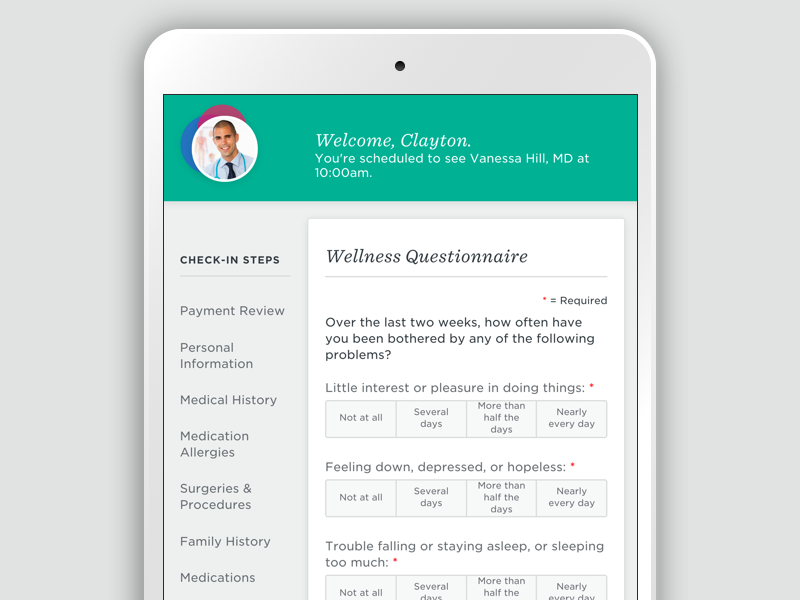 Welcome, Clayton.
You're scheduled to see Vanessa Hill, MD at
10:00am.
CHECK-IN STEPS
Payment Review
Personal
Information
Medical History
Medication
Allergies
Surgeries &
Procedures
Family History
Medications
Wellness Questionnaire
* = Required
Over the last two weeks, how often have
you been bothered by any of the following
problems?
Little interest or pleasure in doing things: *
Not at all
Several
days
More than
half the
days
Nearly
every day
Feeling down, depressed, or hopeless: *
Not at all
Several
days
More than
half the
days
Nearly
every day
Trouble falling or staying asleep, or sleeping
too much: *
Not at all
Several
days
More than
half the
Nearly
every day